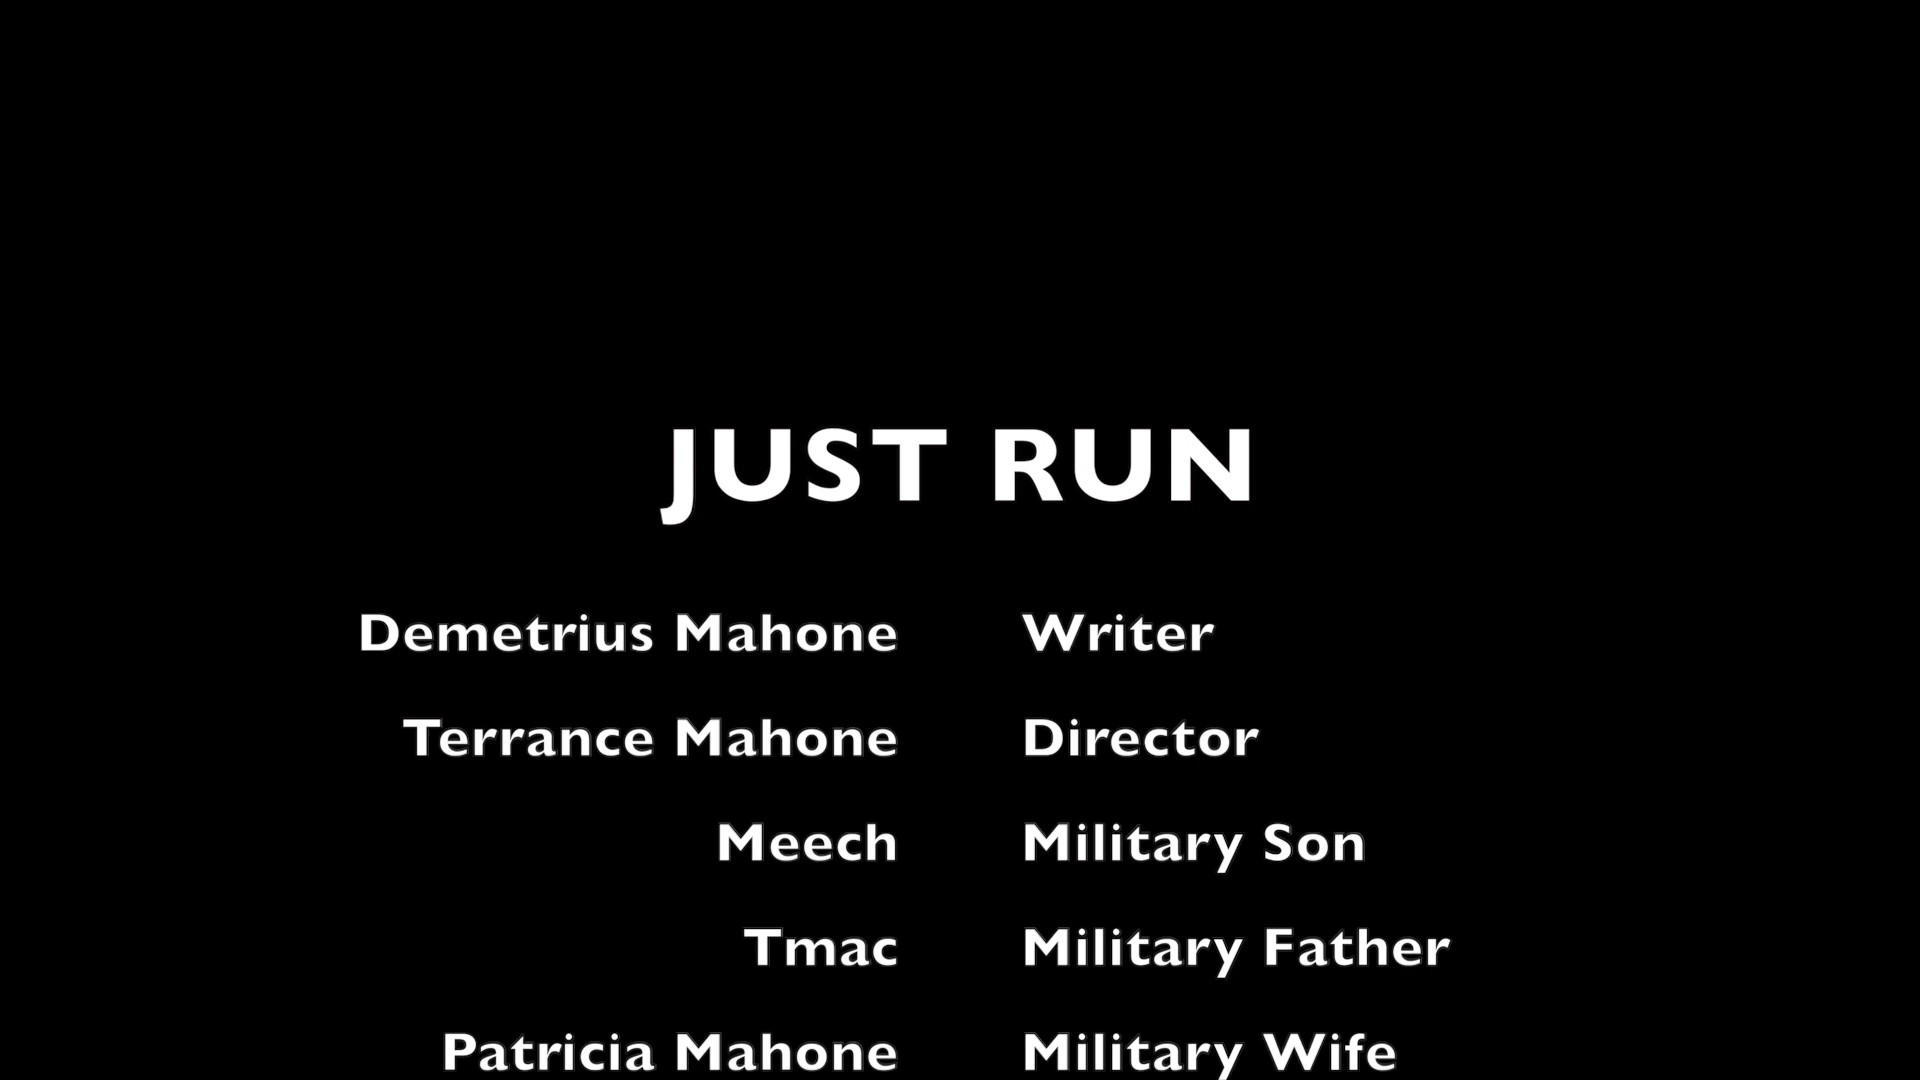 JUST RUN
Demetrius Mahone Writer
Terrance Mahone Director
Meech Military Son
Tmac Military Father
Patricia Mahone Military Wife